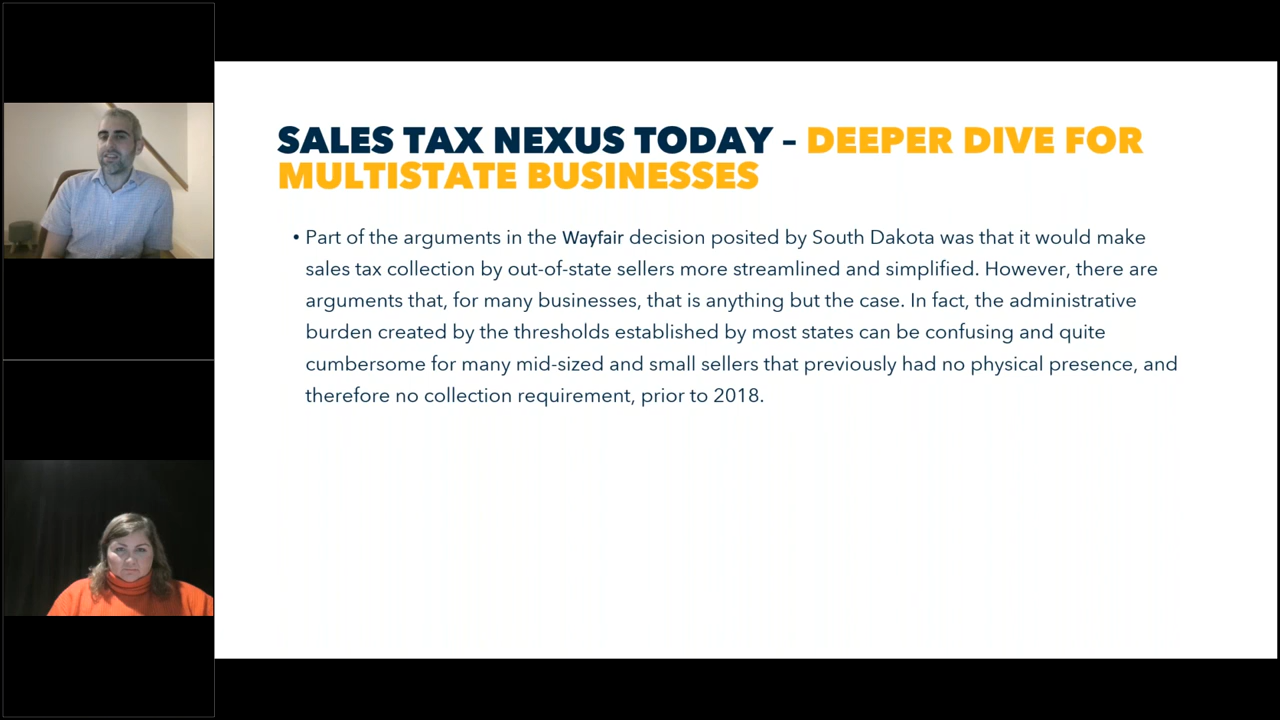 SALES TAX NEXUS TODAY – DEEPER DIVE FOR
MULTISTATE BUSINESSES
• Part of the arguments in the Wayfair decision posited by South Dakota was that it would make
sales tax collection by out-of-state sellers more streamlined and simplified. However, there are
arguments that, for many businesses, that is anything but the case. In fact, the administrative
burden created by the thresholds established by most states can be confusing and quite
cumbersome for many mid-sized and small sellers that previously had no physical presence, and
therefore no collection requirement, prior to 2018.